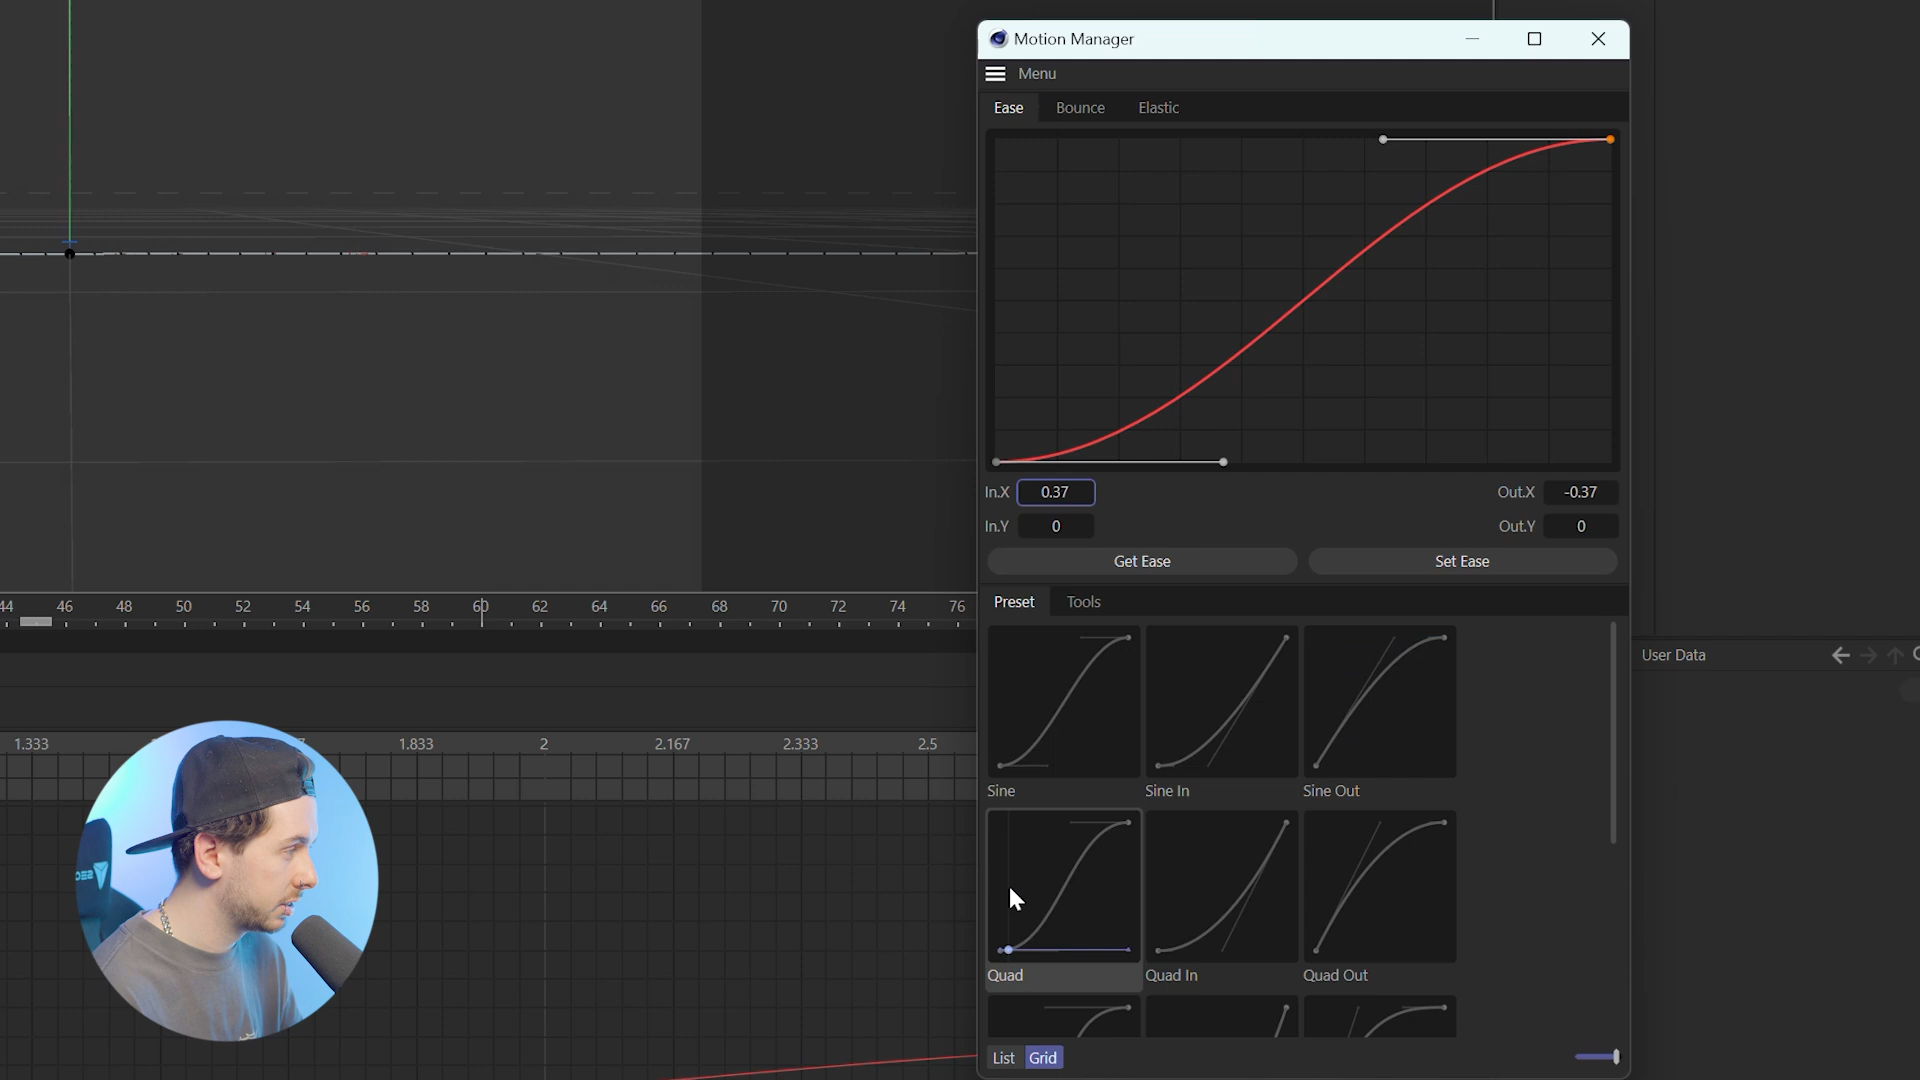 Motion Manager
Menu
Ease Bounce Elastic
In.X 0.37 Out.X -0.37
In.Y 0 Out.Y 0
Get Ease Set Ease
44 46 48 50 52 54 56 58 60 62 64 66 68 70 72 74 76
Preset Tools
User Data
1.333 1.833 2 2.167 2.333 2.5
Sine Sine In Sine Out
Quad Quad In Quad Out
List Grid